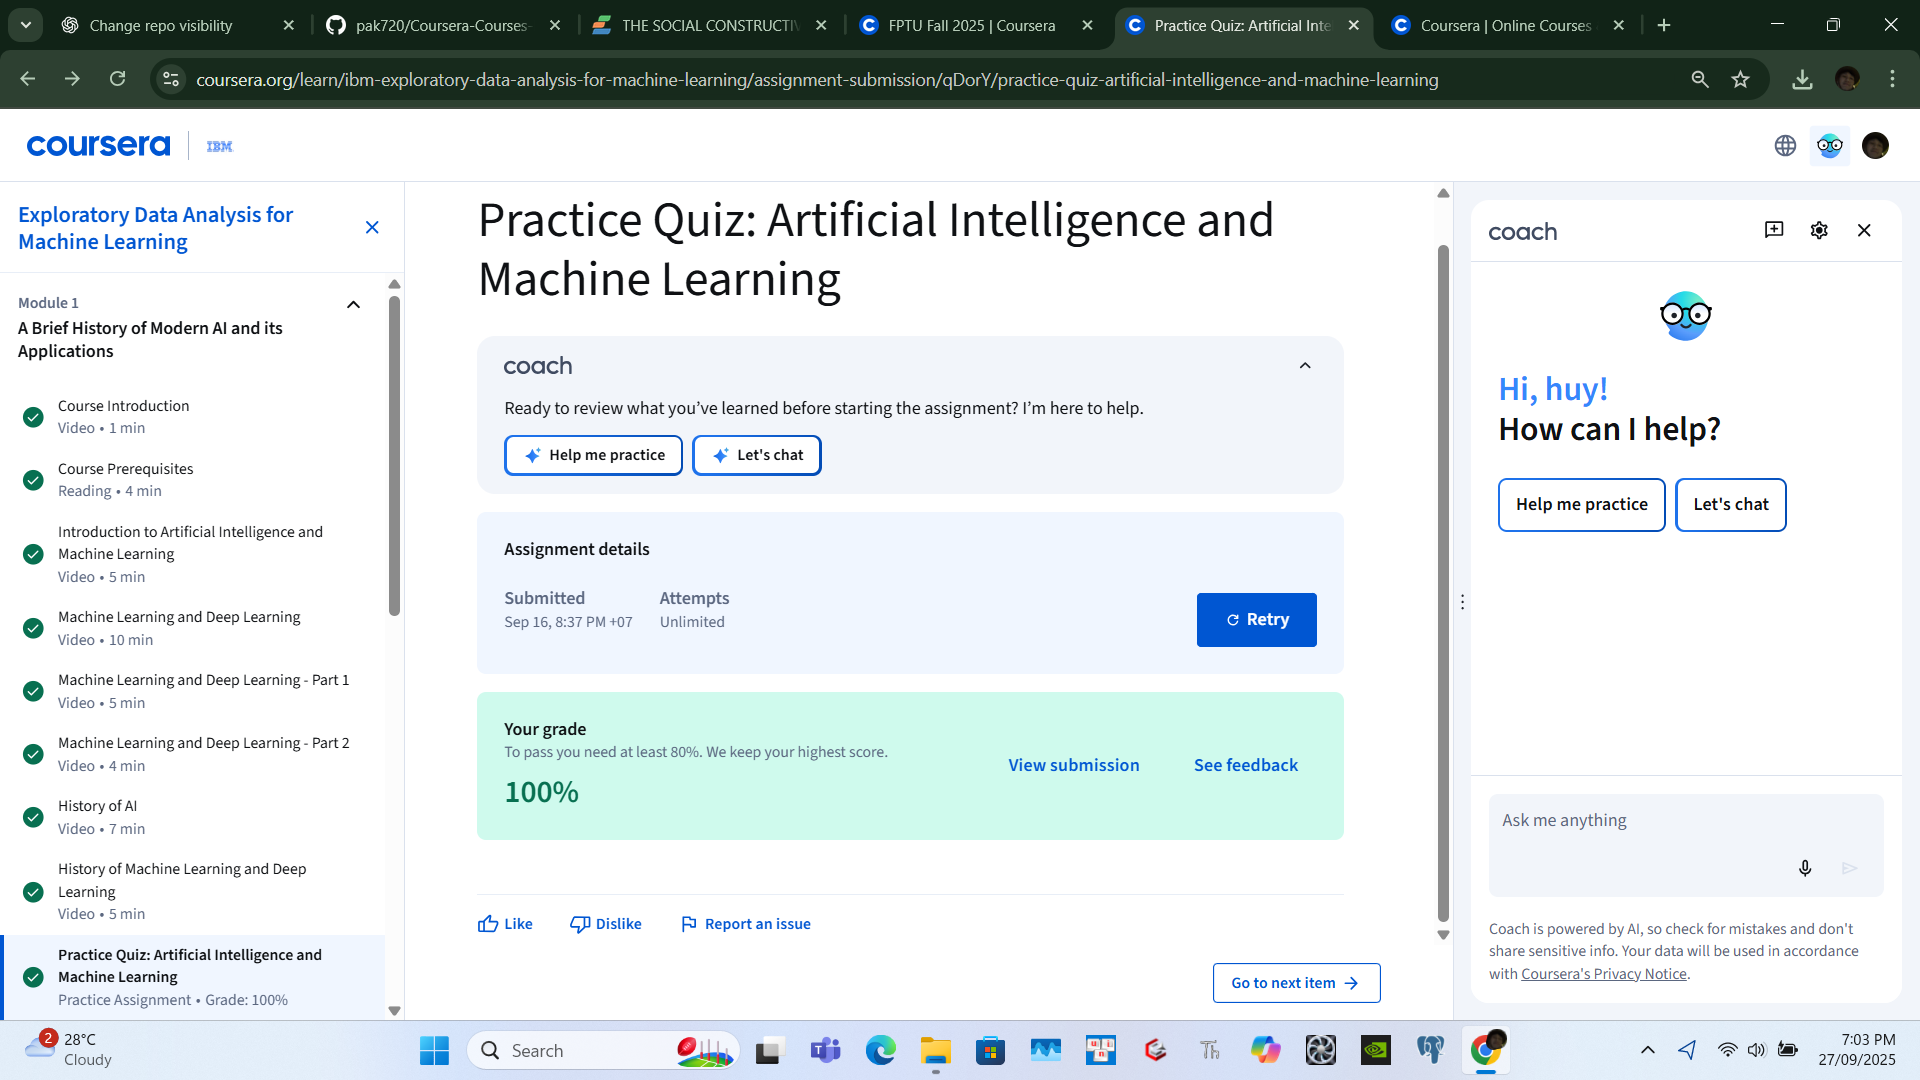 Change repo visibility
pak720/Coursera-Courses-
THE SOCIAL CONSTRUCTIV
FPTU Fall 2025 | Coursera
Practice Quiz: Artificial Inte
Coursera | Online Courses
coursera.org/learn/ibm-exploratory-data-analysis-for-machine-learning/assignment-submission/qDorY/practice-quiz-artificial-intelligence-and-machine-learning
coursera
IBM
Exploratory Data Analysis for
Machine Learning
Module 1
A Brief History of Modern AI and its
Applications
Course Introduction
Video • 1 min
Course Prerequisites
Reading • 4 min
Introduction to Artificial Intelligence and
Machine Learning
Video • 5 min
Machine Learning and Deep Learning
Video • 10 min
Machine Learning and Deep Learning - Part 1
Video • 5 min
Machine Learning and Deep Learning - Part 2
Video • 4 min
History of AI
Video • 7 min
History of Machine Learning and Deep
Learning
Video • 5 min
Practice Quiz: Artificial Intelligence and
Machine Learning
Practice Assignment • Grade: 100%
Practice Quiz: Artificial Intelligence and
Machine Learning
coach
Ready to review what you’ve learned before starting the assignment? I’m here to help.
Help me practice
Let's chat
Assignment details
Submitted
Sep 16, 8:37 PM +07
Attempts
Unlimited
Retry
Your grade
To pass you need at least 80%. We keep your highest score.
100%
View submission
See feedback
Like
Dislike
Report an issue
Go to next item
coach
Hi, huy!
How can I help?
Help me practice
Let's chat
Ask me anything
Coach is powered by AI, so check for mistakes and don't
share sensitive info. Your data will be used in accordance
with Coursera's Privacy Notice.
2
28°C
Cloudy
Search
Th
7:03 PM
27/09/2025